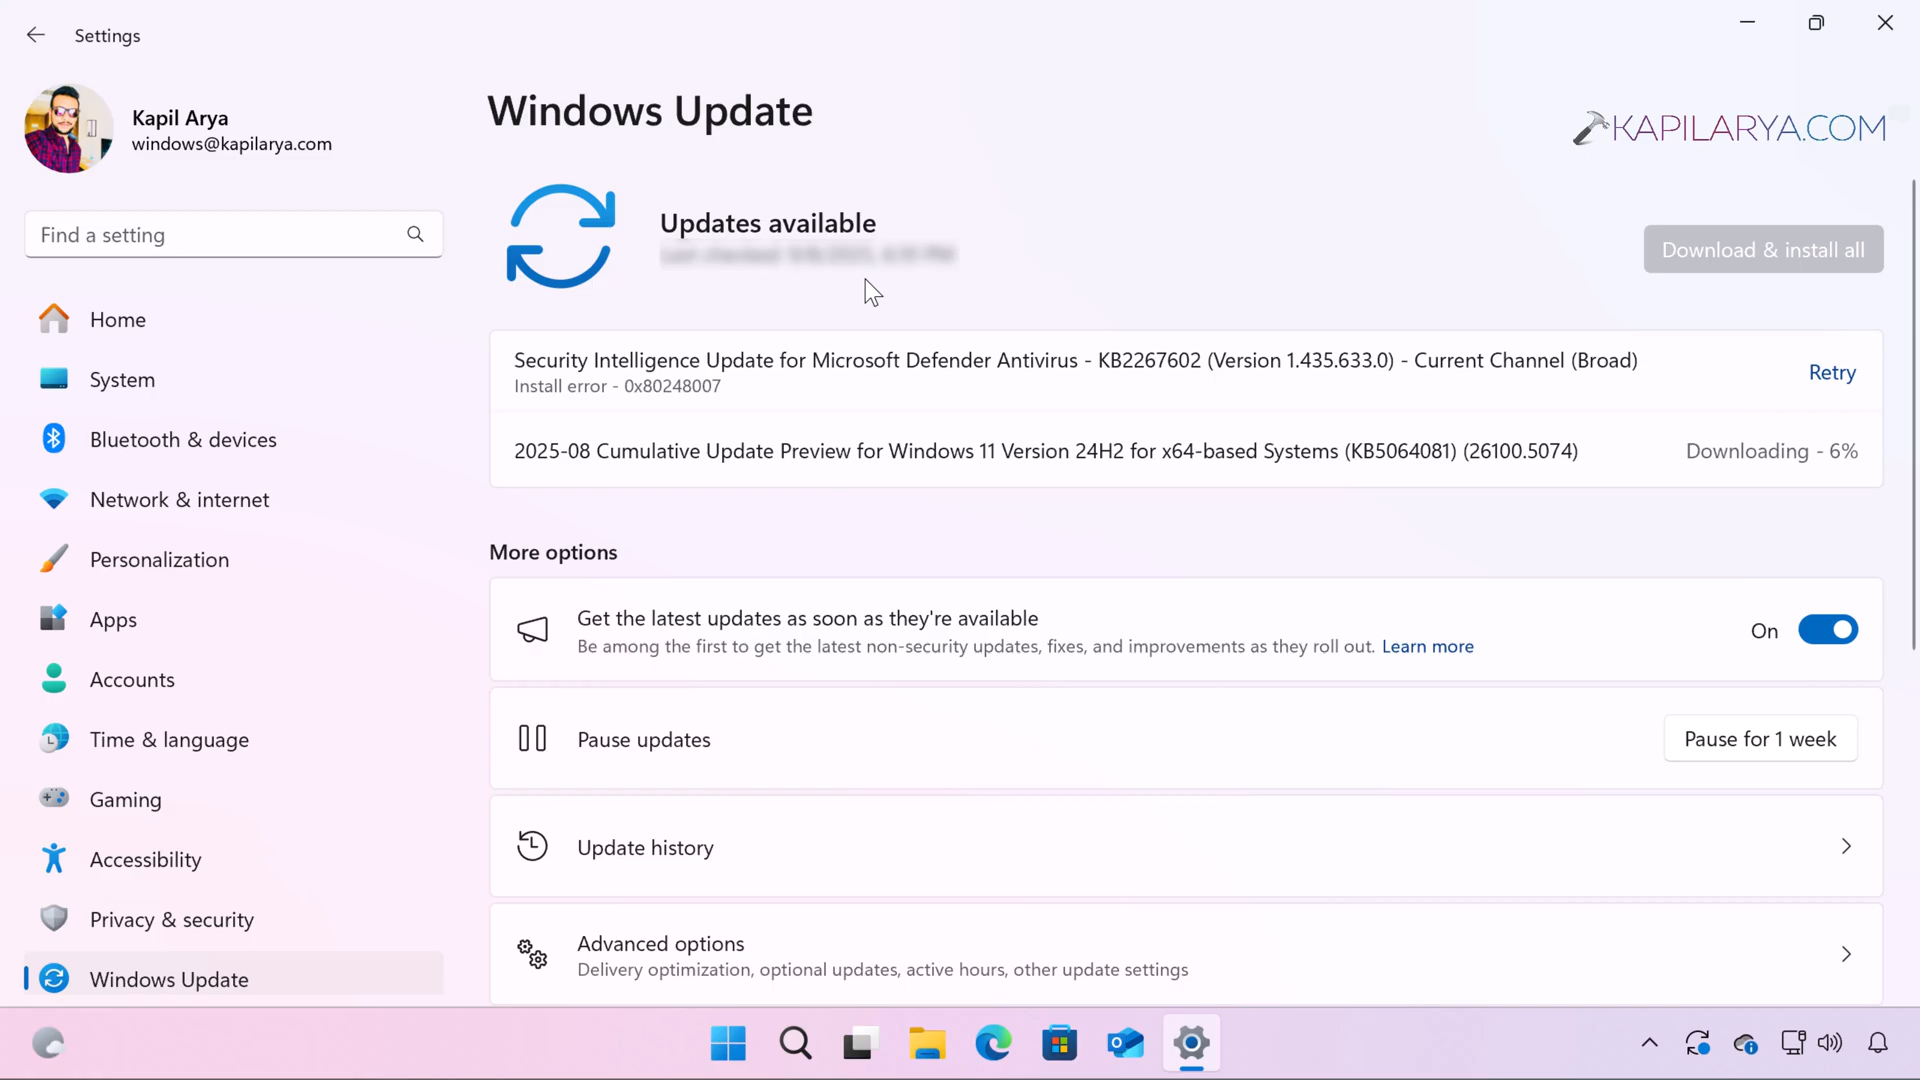 Settings
Kapil Arya
windows@kapilarya.com
Find a setting
Home
System
Bluetooth & devices
Network & internet
Personalization
Apps
Accounts
Time & language
Gaming
Accessibility
Privacy & security
Windows Update
Windows Update
KAPILARYA.COM
Updates available
Download & install all
Security Intelligence Update for Microsoft Defender Antivirus - KB2267602 (Version 1.435.633.0) - Current Channel (Broad)
Install error - 0x80248007
Retry
2025-08 Cumulative Update Preview for Windows 11 Version 24H2 for x64-based Systems (KB5064081) (26100.5074)
Downloading - 6%
More options
Get the latest updates as soon as they're available
Be among the first to get the latest non-security updates, fixes, and improvements as they roll out. Learn more
On
Pause updates
Pause for 1 week
Update history
Advanced options
Delivery optimization, optional updates, active hours, other update settings